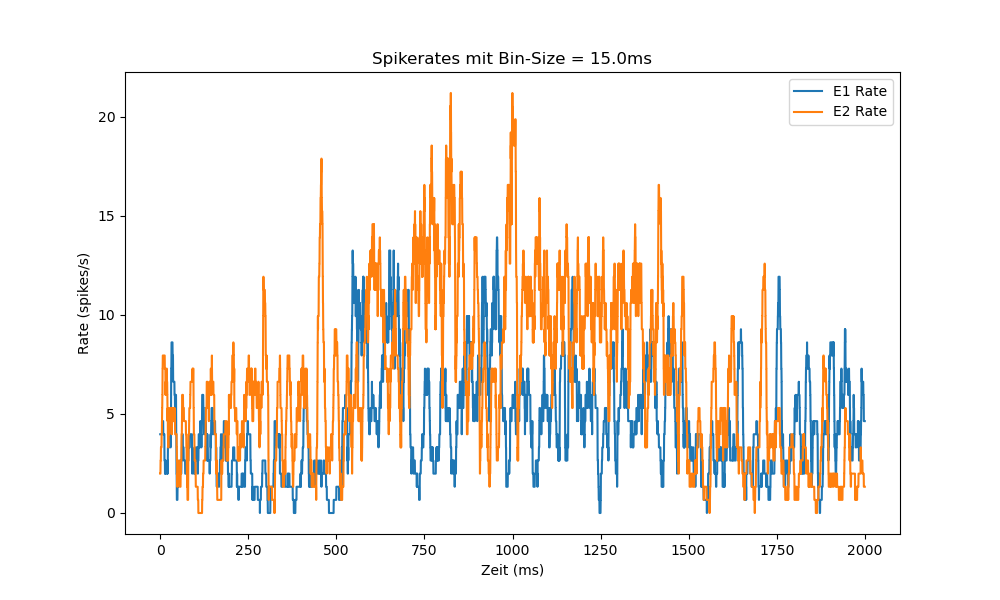 Spikerates mit Bin-Size = 15.0ms
E1 Rate
E2 Rate
Rate (spikes/s)
20
15
10
5
0
0 250 500 750 1000 1250 1500 1750 2000
Zeit (ms)